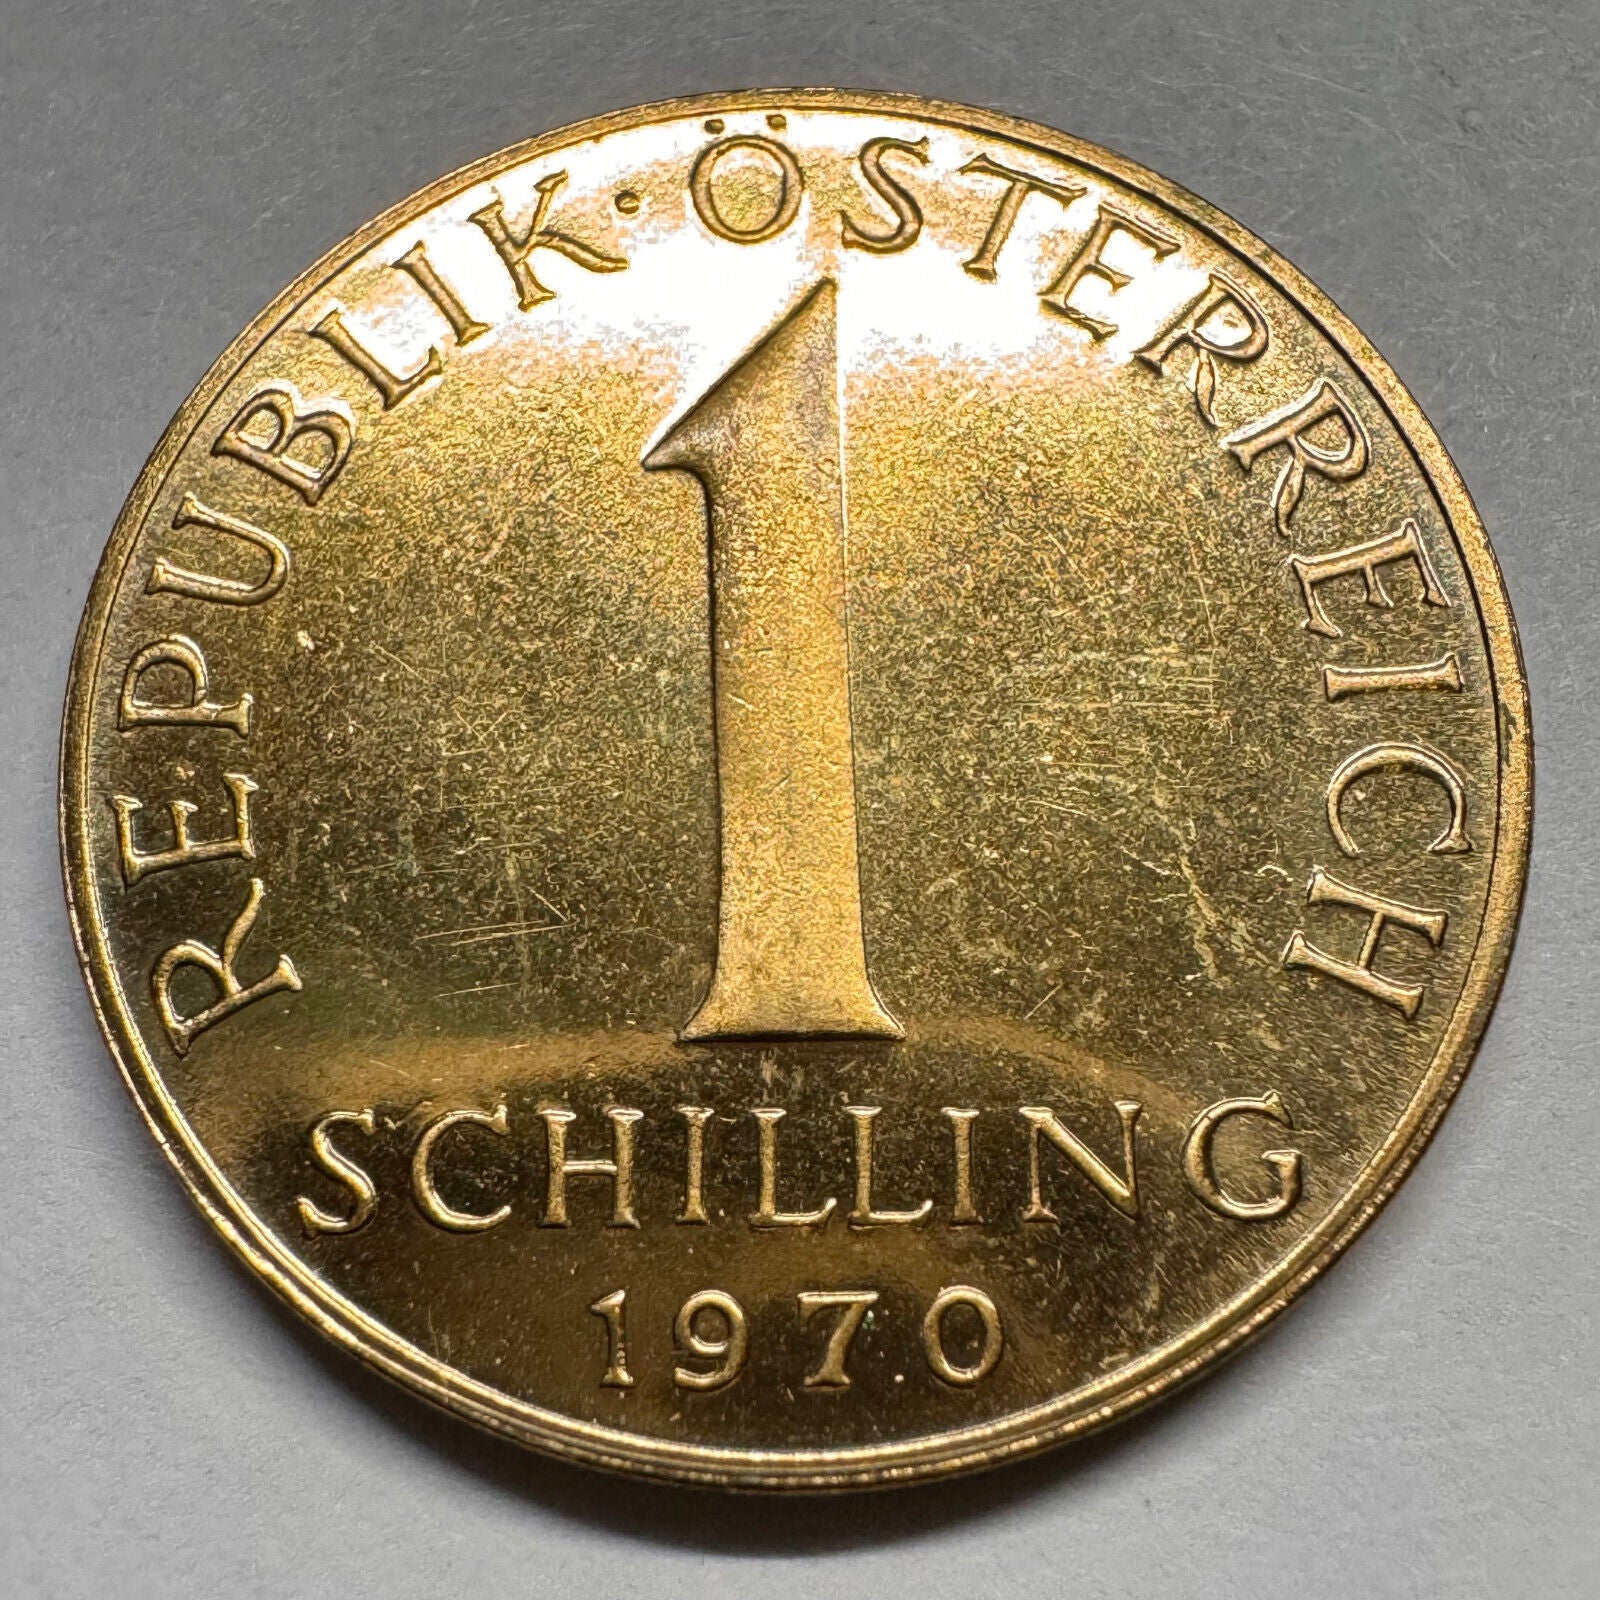 REPUBLIK · ÖSTERREICH
1
SCHILLING
1970